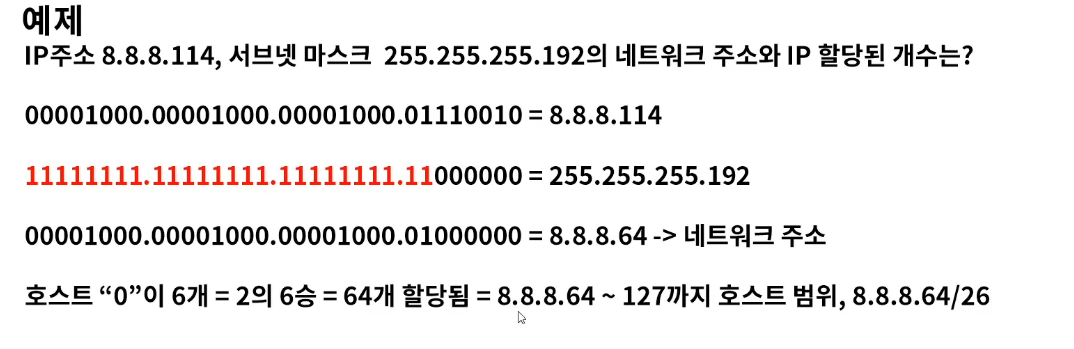 예제
IP주소 8.8.8.114, 서브넷 마스크 255.255.255.192의 네트워크 주소와 IP 할당된 개수는?
00001000.00001000.00001000.01110010 = 8.8.8.114
11111111.11111111.11111111.11000000 = 255.255.255.192
00001000.00001000.00001000.01000000 = 8.8.8.64 -> 네트워크 주소
호스트 “0”이 6개 = 2의 6승 = 64개 할당됨 = 8.8.8.64 ~ 127까지 호스트 범위, 8.8.8.64/26